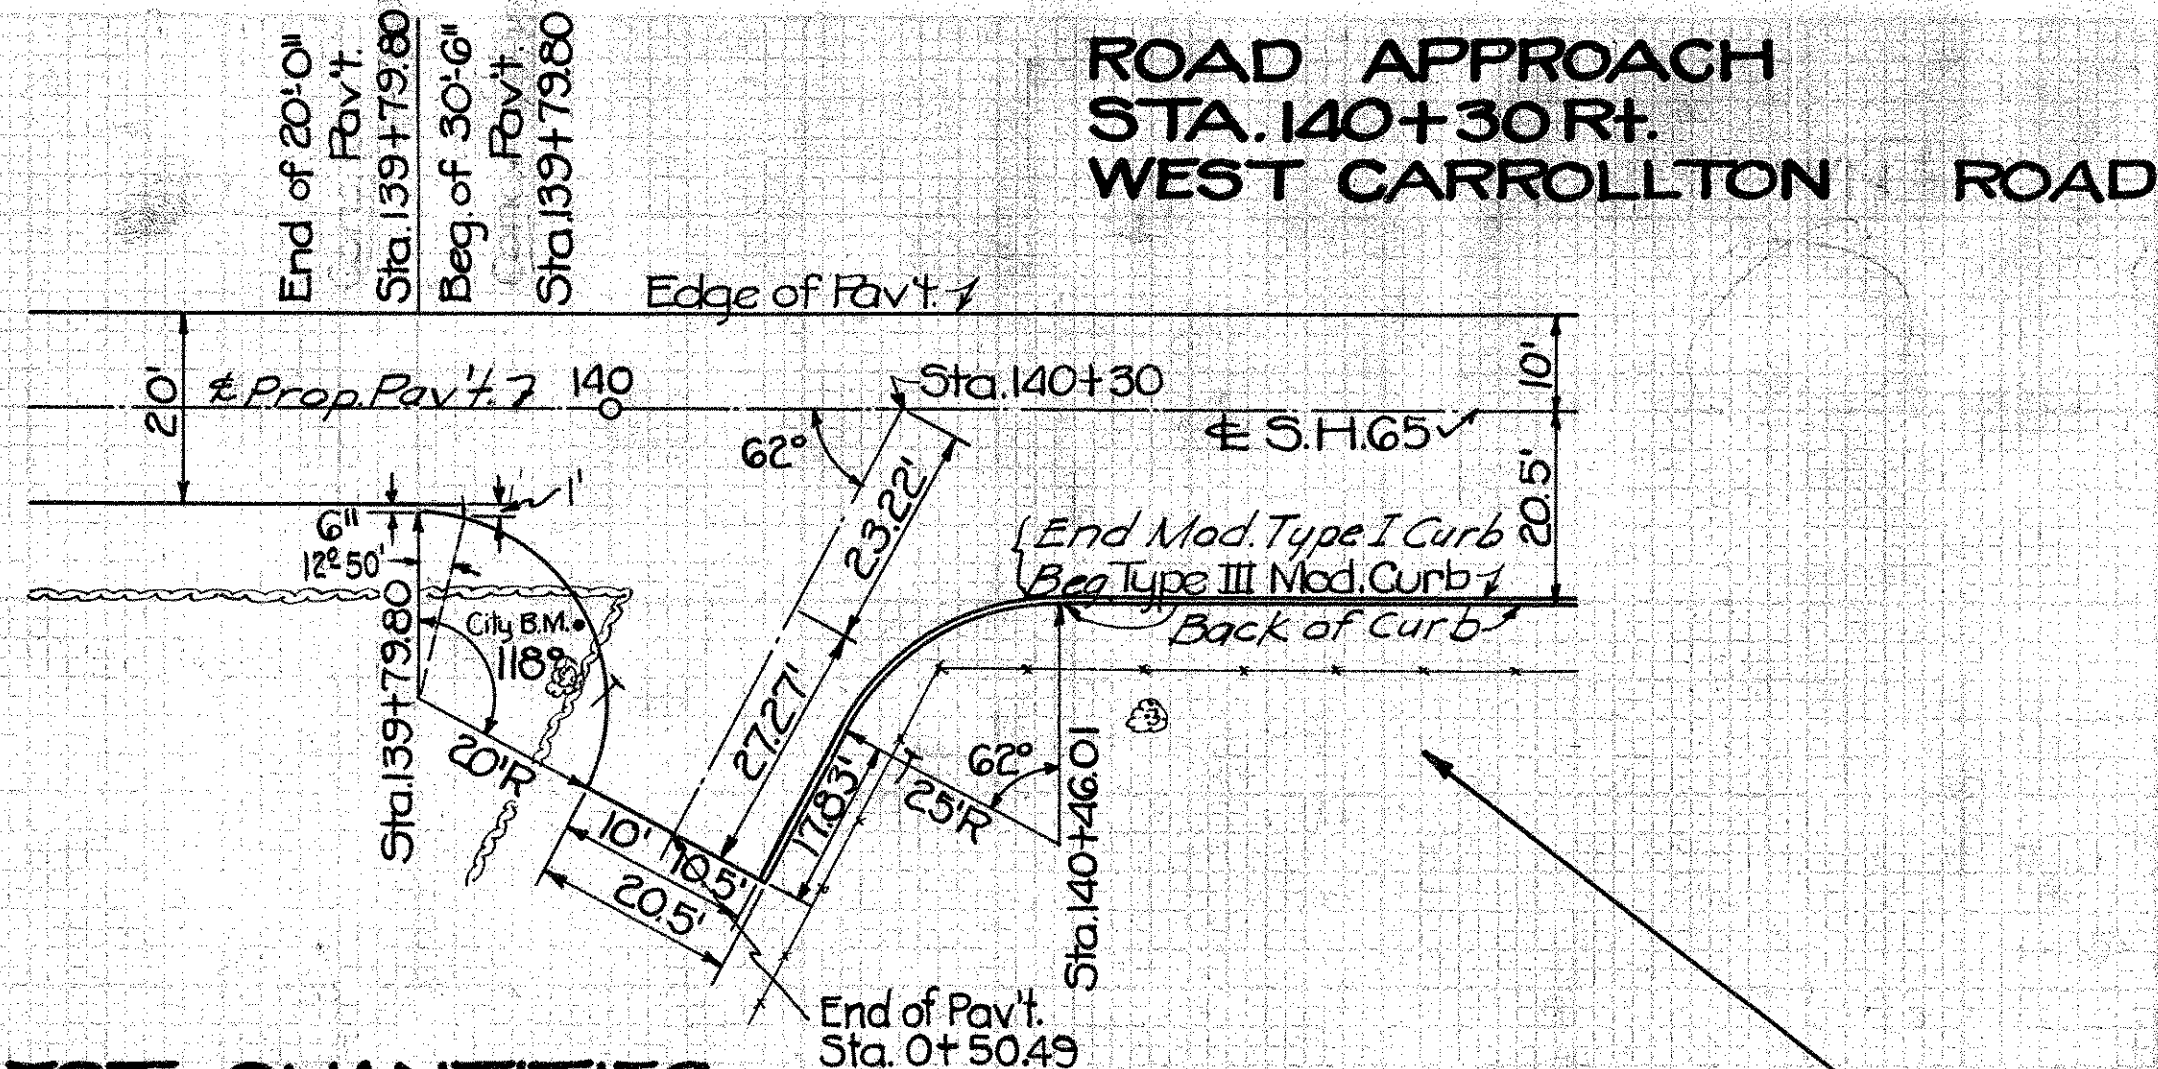 ROAD APPROACH
STA. 140+30 Rt.
WEST CARROLLTON ROAD
End of 20'-0"
Pav't.
Sta. 139+79.80
Beg. of 30'-6"
Pav't.
Sta. 139+79.80
Edge of Pav't.
20'
℄ Prop. Pav't.
140
Sta. 140+30
10'
62°
℄ S.H. 65
20.5'
23.22'
6"
1'
12° 50'
End Mod. Type I Curb
Beg Type III Mod. Curb
Back of Curb
City B.M.
118°
Sta. 139+79.80
27.27'
20'R
17.83'
25'R
62°
Sta. 140+46.01
10'
10.5'
20.5'
End of Pav't.
Sta. 0+50.49
EST. QUANTITIES